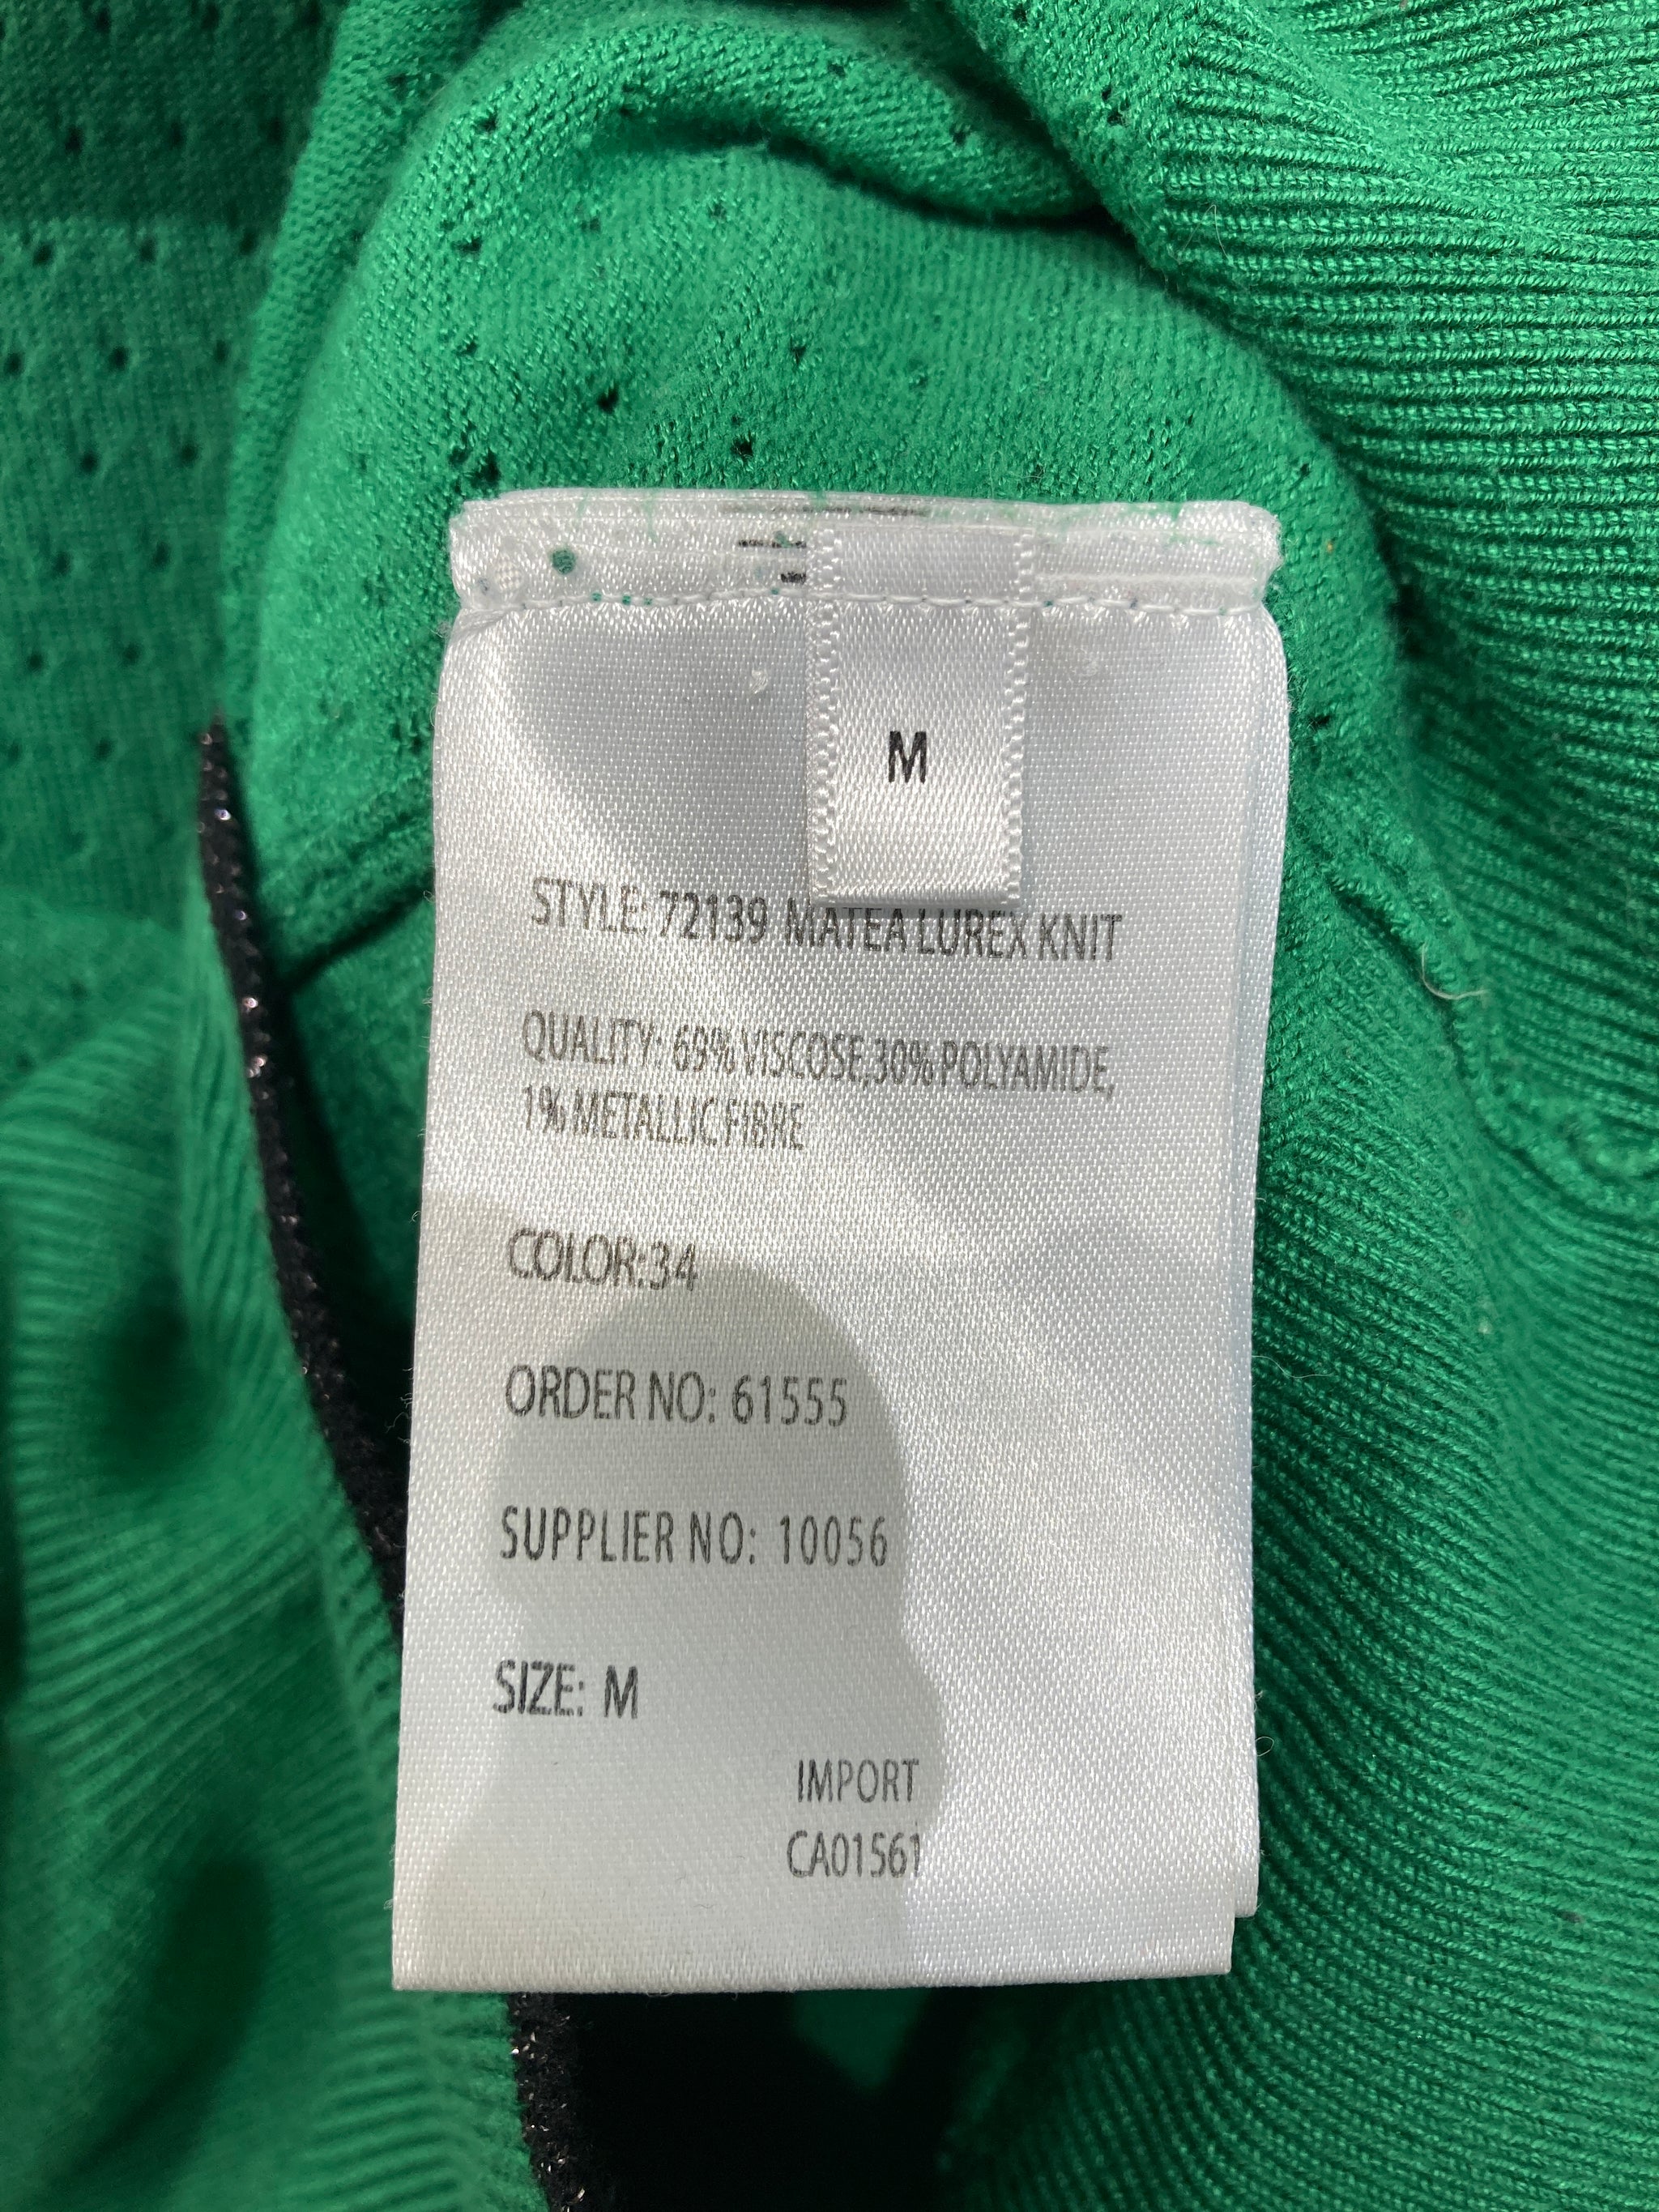 M
STYLE: 72139 MATEA LUREX KNIT
QUALITY: 69% VISCOSE,30% POLYAMIDE,
1% METALLIC FIBRE
COLOR:34
ORDER NO: 61555
SUPPLIER NO: 10056
SIZE: M
IMPORT
CA01561